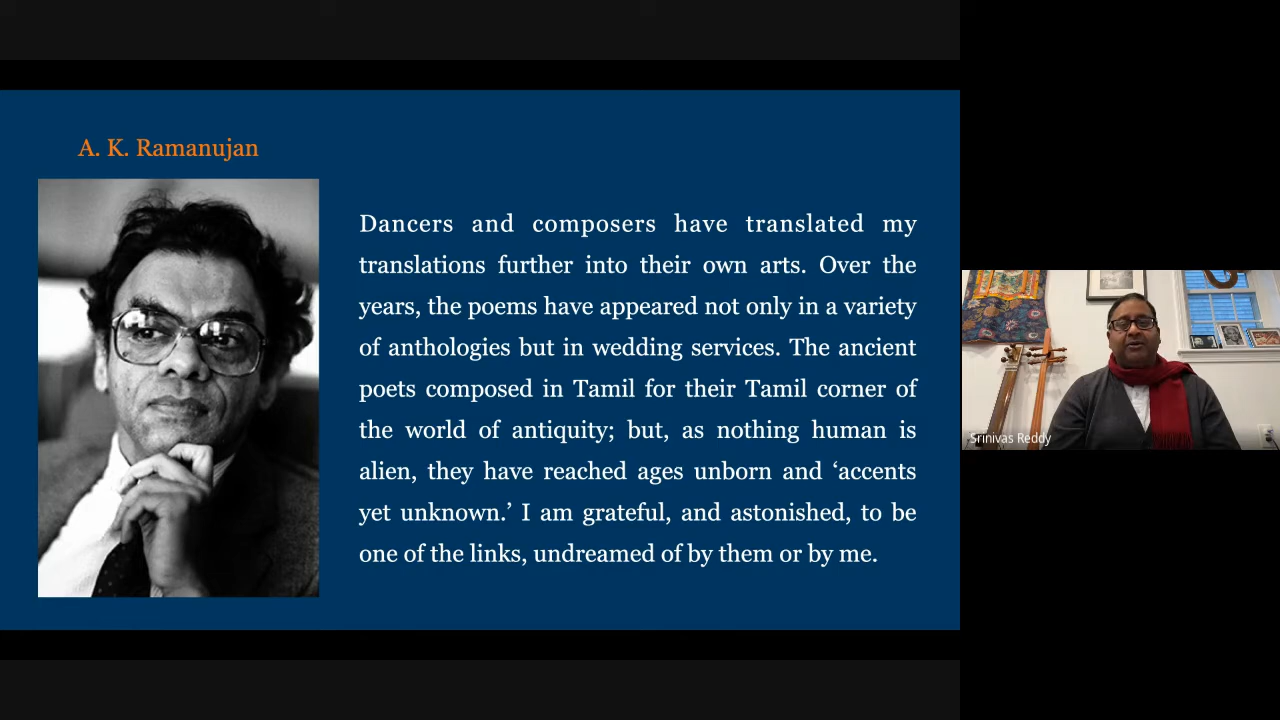 A. K. Ramanujan
Dancers and composers have translated my
translations further into their own arts. Over the
years, the poems have appeared not only in a variety
of anthologies but in wedding services. The ancient
poets composed in Tamil for their Tamil corner of
the world of antiquity; but, as nothing human is
alien, they have reached ages unborn and ‘accents
yet unknown.’ I am grateful, and astonished, to be
one of the links, undreamed of by them or by me.
Srinivas Reddy